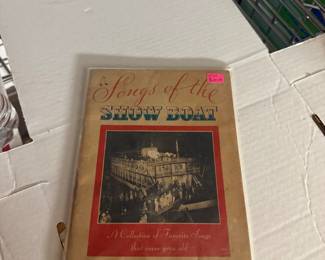 Songs of the
SHOW BOAT
A Collection of Favorite Songs
that never grow old